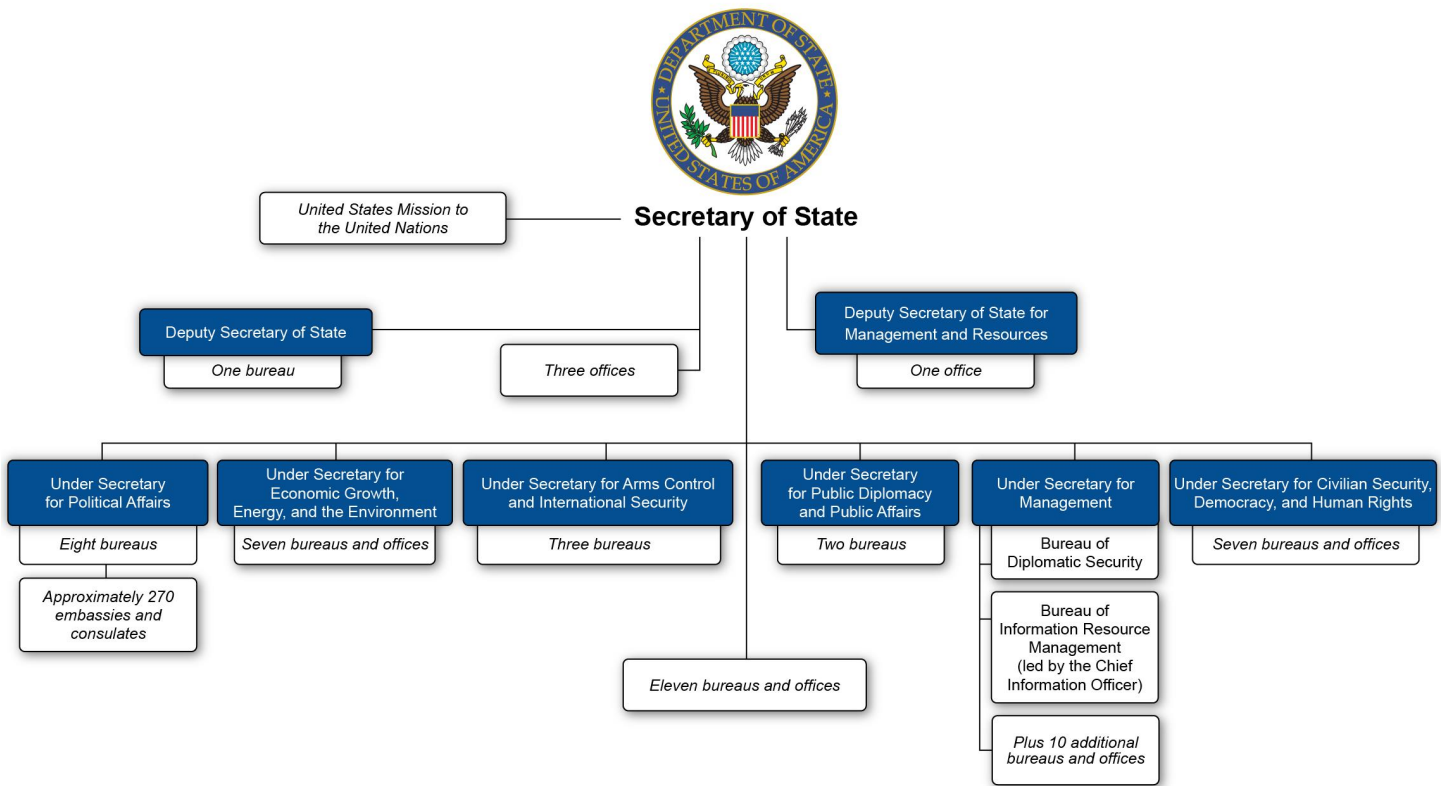 DEPARTMENT OF STATE
UNITED STATES OF AMERICA
Secretary of State
United States Mission to
the United Nations
Deputy Secretary of State
One bureau
Three offices
Deputy Secretary of State for
Management and Resources
One office
Under Secretary
for Political Affairs
Eight bureaus
Approximately 270
embassies and
consulates
Under Secretary for
Economic Growth,
Energy, and the Environment
Seven bureaus and offices
Under Secretary for Arms Control
and International Security
Three bureaus
Under Secretary
for Public Diplomacy
and Public Affairs
Two bureaus
Under Secretary for
Management
Bureau of
Diplomatic Security
Bureau of
Information Resource
Management
(led by the Chief
Information Officer)
Plus 10 additional
bureaus and offices
Under Secretary for Civilian Security,
Democracy, and Human Rights
Seven bureaus and offices
Eleven bureaus and offices